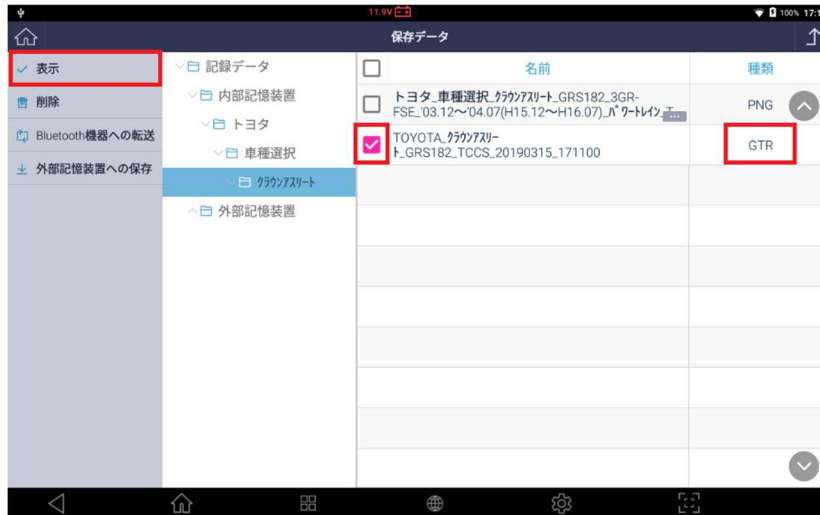 11.9V
100% 17:1
保存データ
表示
削除
Bluetooth機器への転送
外部記憶装置への保存
記録データ
内部記憶装置
トヨタ
車種選択
ｸﾗｳﾝｱｽﾘｰﾄ
外部記憶装置
名前
種類
トヨタ_車種選択_ｸﾗｳﾝｱｽﾘｰﾄ_GRS182_3GR-
FSE_'03.12〜'04.07(H15.12〜H16.07)_ﾊﾟﾜｰﾄﾚｲﾝ_T...
PNG
TOYOTA_ｸﾗｳﾝｱｽﾘｰ
ﾄ_GRS182_TCCS_20190315_171100
GTR